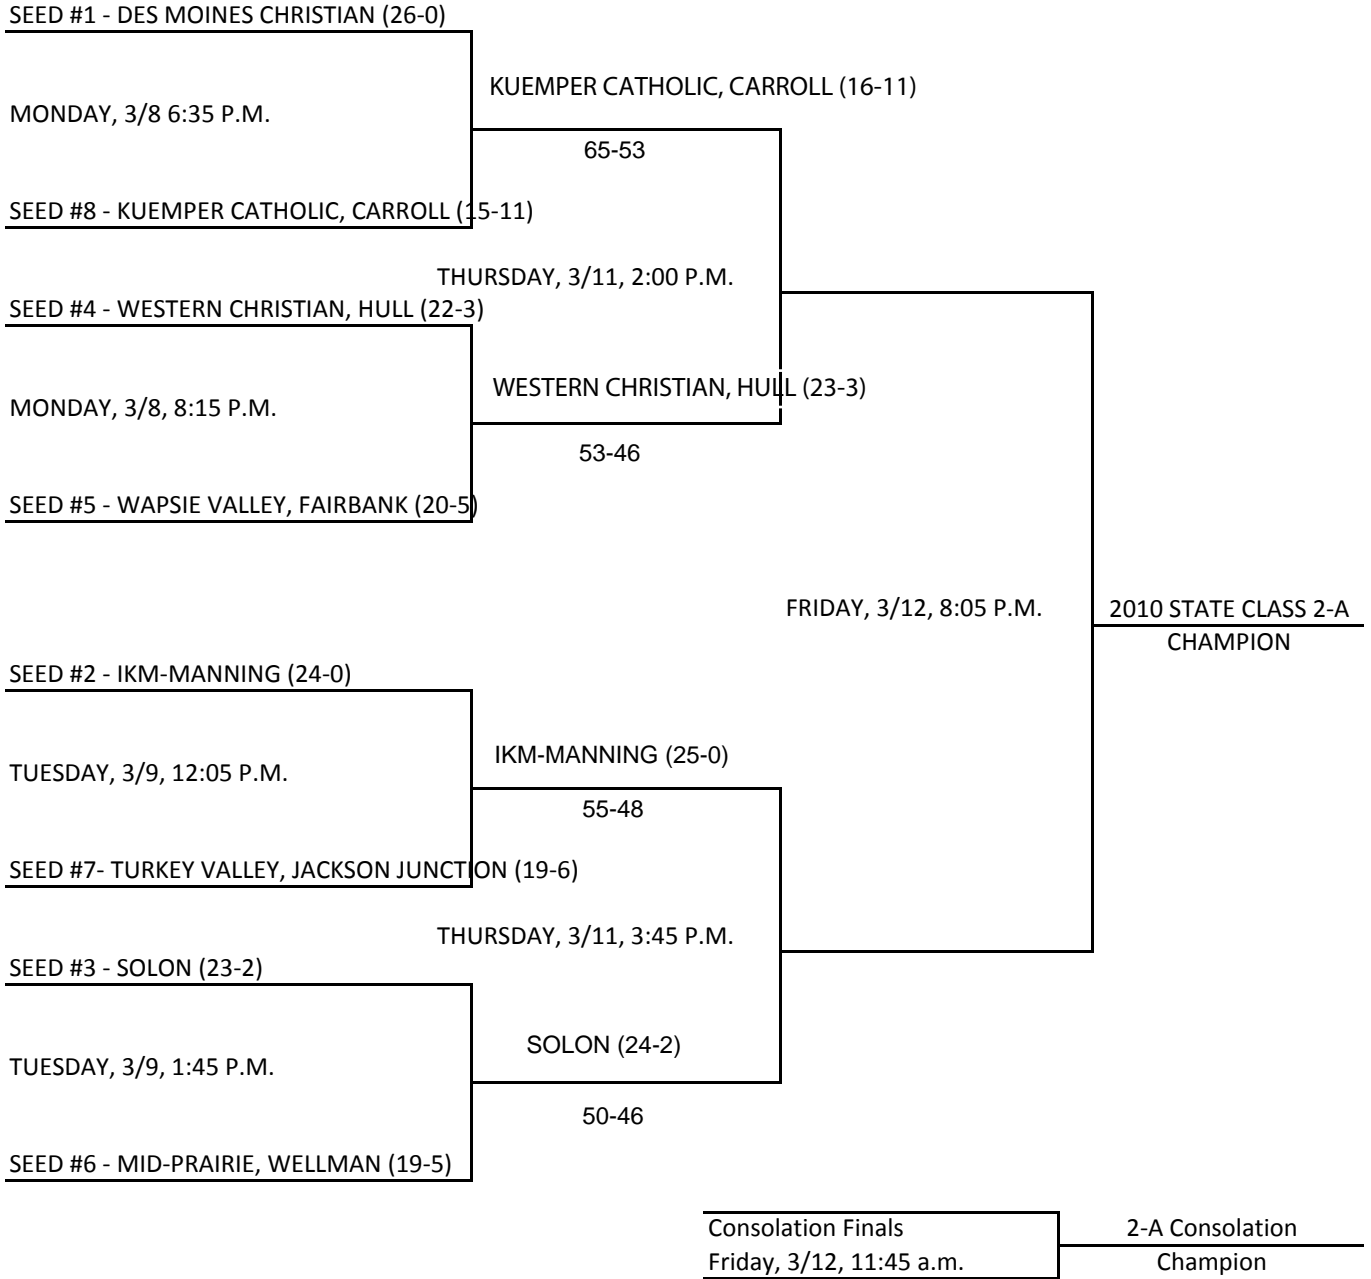 SEED #1 - DES MOINES CHRISTIAN (26-0)
KUEMPER CATHOLIC, CARROLL (16-11)
MONDAY, 3/8 6:35 P.M.
65-53
SEED #8 - KUEMPER CATHOLIC, CARROLL (15-11)
THURSDAY, 3/11, 2:00 P.M.
SEED #4 - WESTERN CHRISTIAN, HULL (22-3)
WESTERN CHRISTIAN, HULL (23-3)
MONDAY, 3/8, 8:15 P.M.
53-46
SEED #5 - WAPSIE VALLEY, FAIRBANK (20-5)
FRIDAY, 3/12, 8:05 P.M.
2010 STATE CLASS 2-A
CHAMPION
SEED #2 - IKM-MANNING (24-0)
IKM-MANNING (25-0)
TUESDAY, 3/9, 12:05 P.M.
55-48
SEED #7- TURKEY VALLEY, JACKSON JUNCTION (19-6)
THURSDAY, 3/11, 3:45 P.M.
SEED #3 - SOLON (23-2)
SOLON (24-2)
TUESDAY, 3/9, 1:45 P.M.
50-46
SEED #6 - MID-PRAIRIE, WELLMAN (19-5)
Consolation Finals
Friday, 3/12, 11:45 a.m.
2-A Consolation
Champion